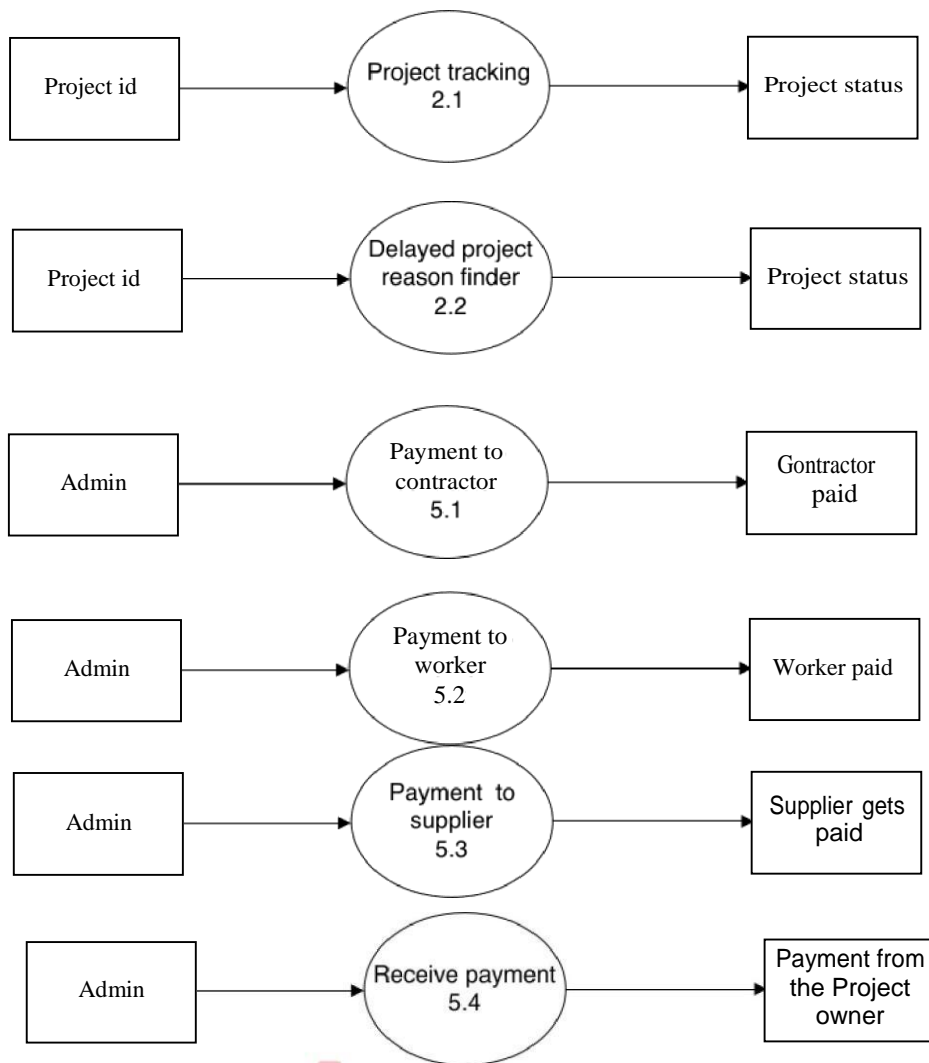 Project id
Project tracking
2.1
Project status
Project id
Delayed project
reason finder
2.2
Project status
Admin
Payment to
contractor
5.1
Gontractor
paid
Admin
Payment to
worker
5.2
Worker paid
Admin
Payment to
supplier
5.3
Supplier gets
paid
Admin
Receive payment
5.4
Payment from
the Project
owner